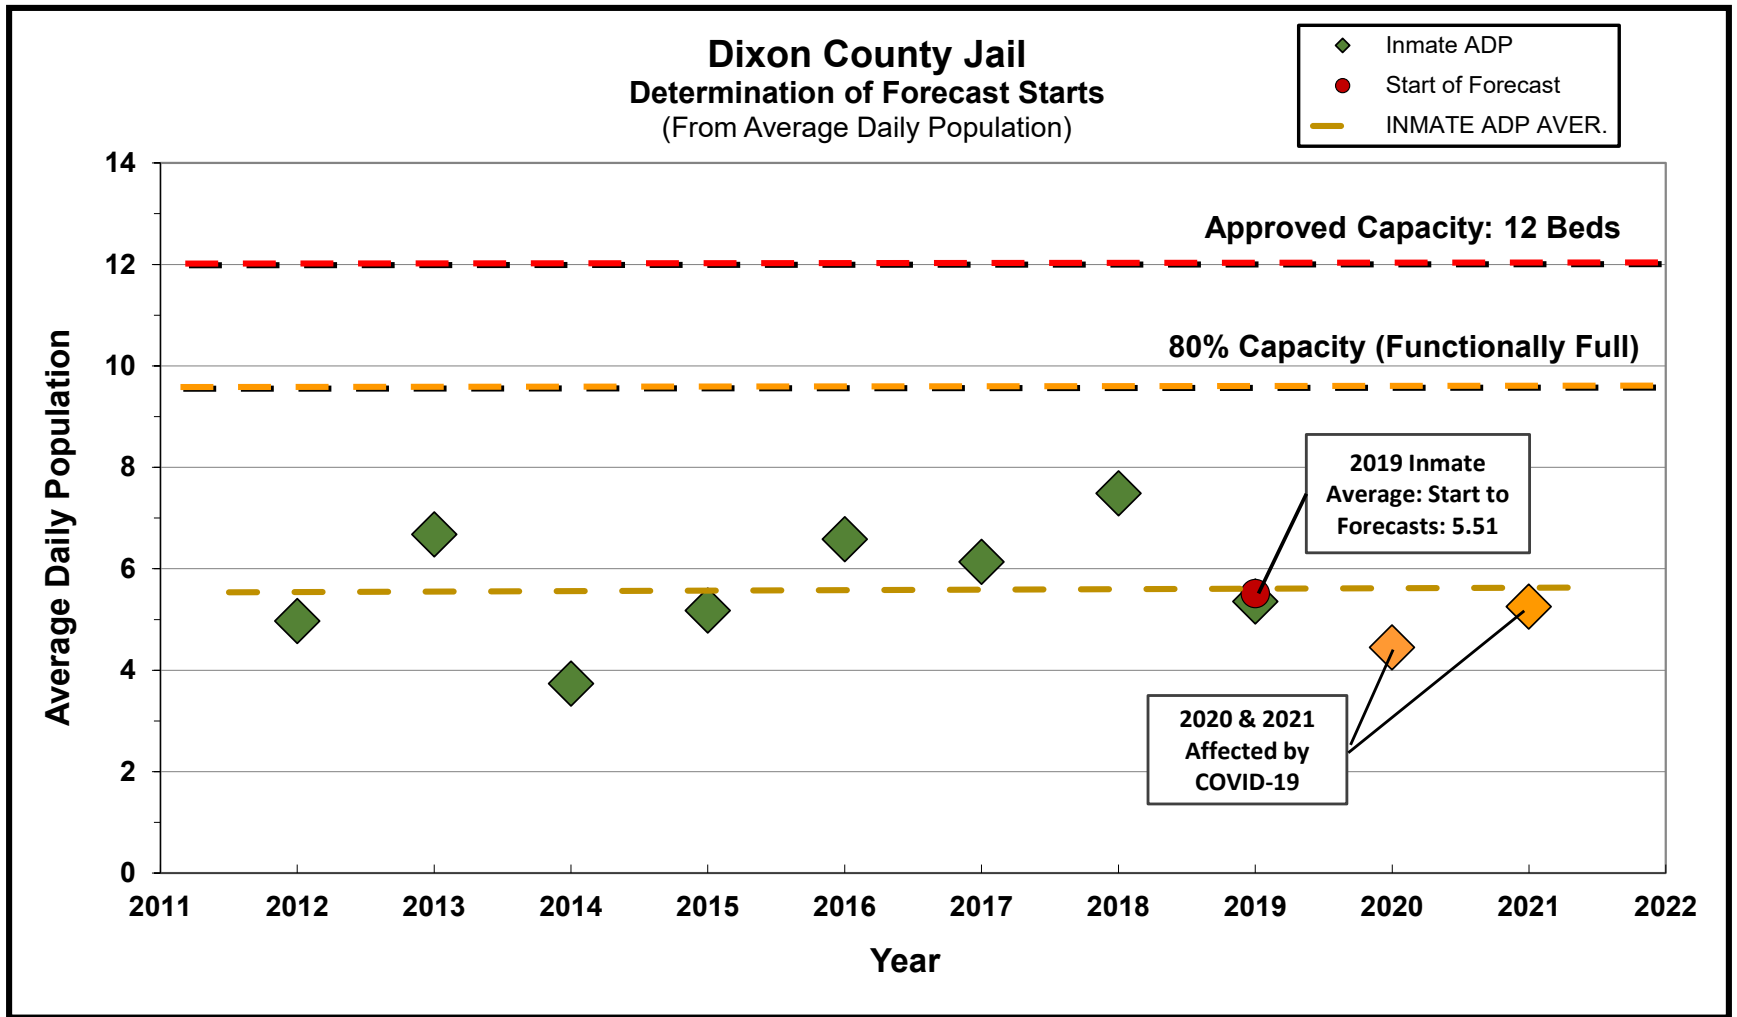 Dixon County Jail
Determination of Forecast Starts
(From Average Daily Population)
Inmate ADP
Start of Forecast
INMATE ADP AVER.
Approved Capacity: 12 Beds
80% Capacity (Functionally Full)
2019 Inmate
Average: Start to
Forecasts: 5.51
2020 & 2021
Affected by
COVID-19
Average Daily Population
14
12
10
8
6
4
2
0
2011 2012 2013 2014 2015 2016 2017 2018 2019 2020 2021 2022
Year